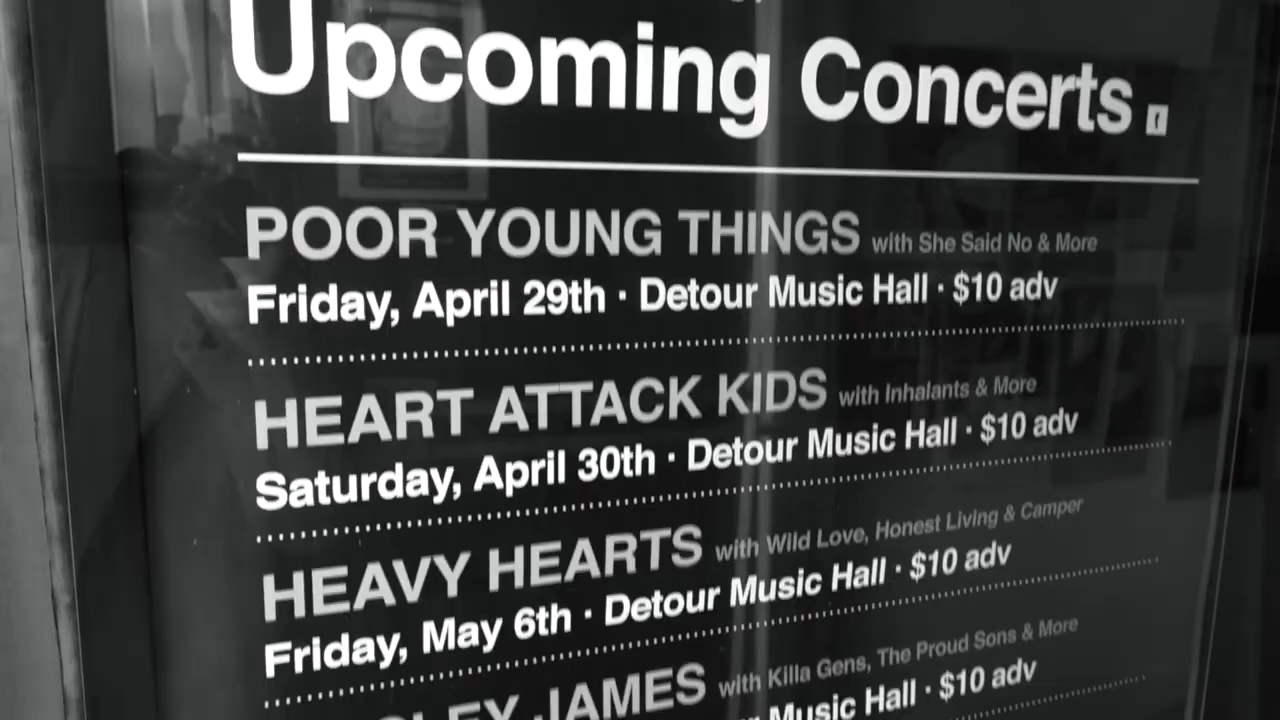 Upcoming Concerts
POOR YOUNG THINGS with She Said No & More
Friday, April 29th · Detour Music Hall · $10 adv
HEART ATTACK KIDS with Inhalants & More
Saturday, April 30th · Detour Music Hall · $10 adv
HEAVY HEARTS with Wild Love, Honest Living & Camper
Friday, May 6th · Detour Music Hall · $10 adv
JAMES with Killa Gens, The Proud Sons & More
Music Hall · $10 adv